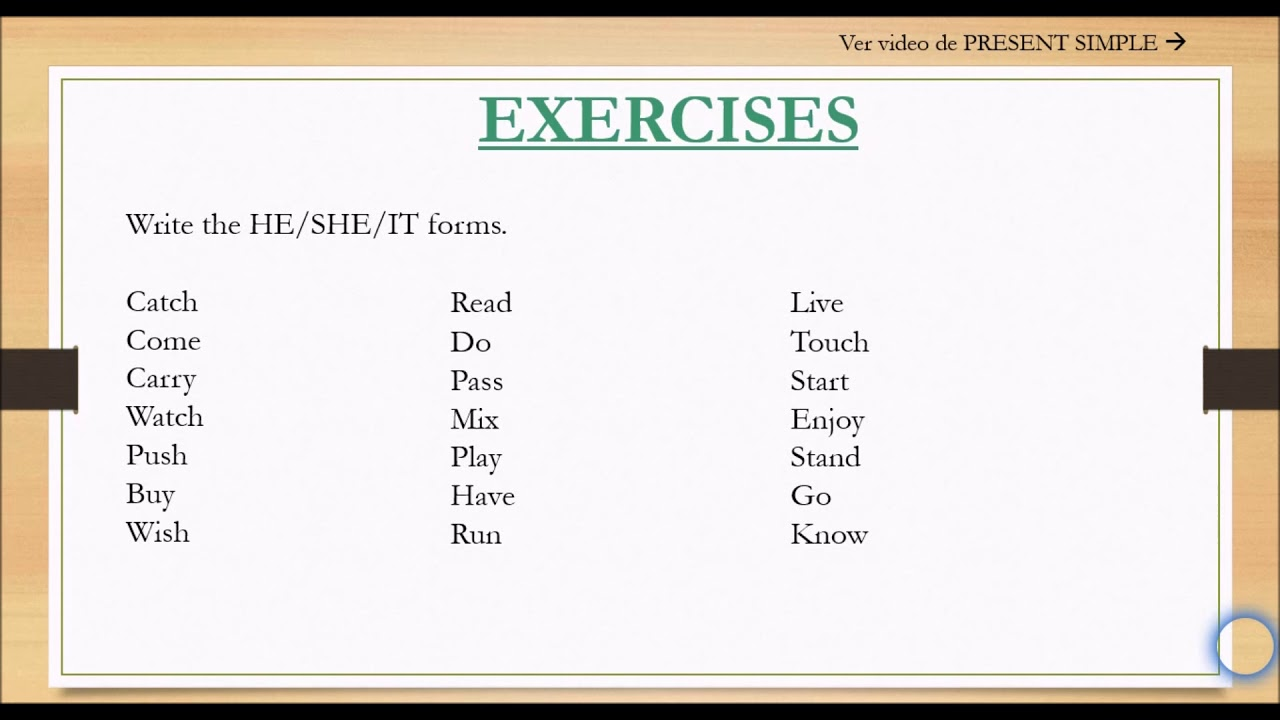 Ver video de PRESENT SIMPLE →
EXERCISES
Write the HE/SHE/IT forms.
Catch
Come
Carry
Watch
Push
Buy
Wish
Read
Do
Pass
Mix
Play
Have
Run
Live
Touch
Start
Enjoy
Stand
Go
Know